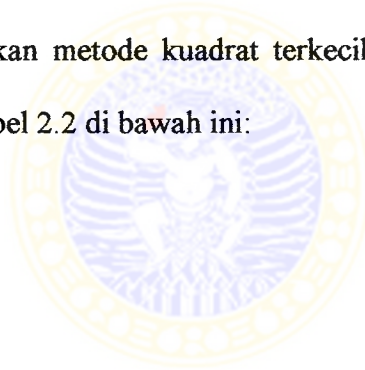 kan metode kuadrat terkecil
bel 2.2 di bawah ini: